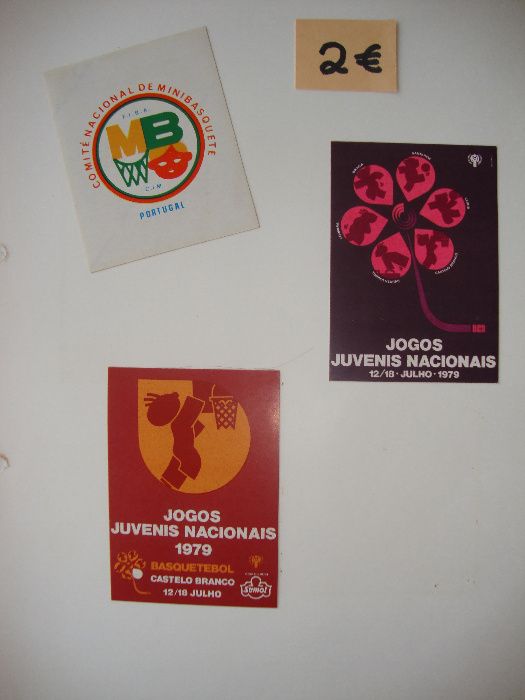 2 €
COMITÉ NACIONAL DE MINIBASQUETE
F.I.B.A.
MB
C.I.M
PORTUGAL
JOGOS
JUVENIS NACIONAIS
12/18 · JULHO · 1979
JOGOS
JUVENIS NACIONAIS
1979
BASQUETEBOL
CASTELO BRANCO
12/18 JULHO
Sumol